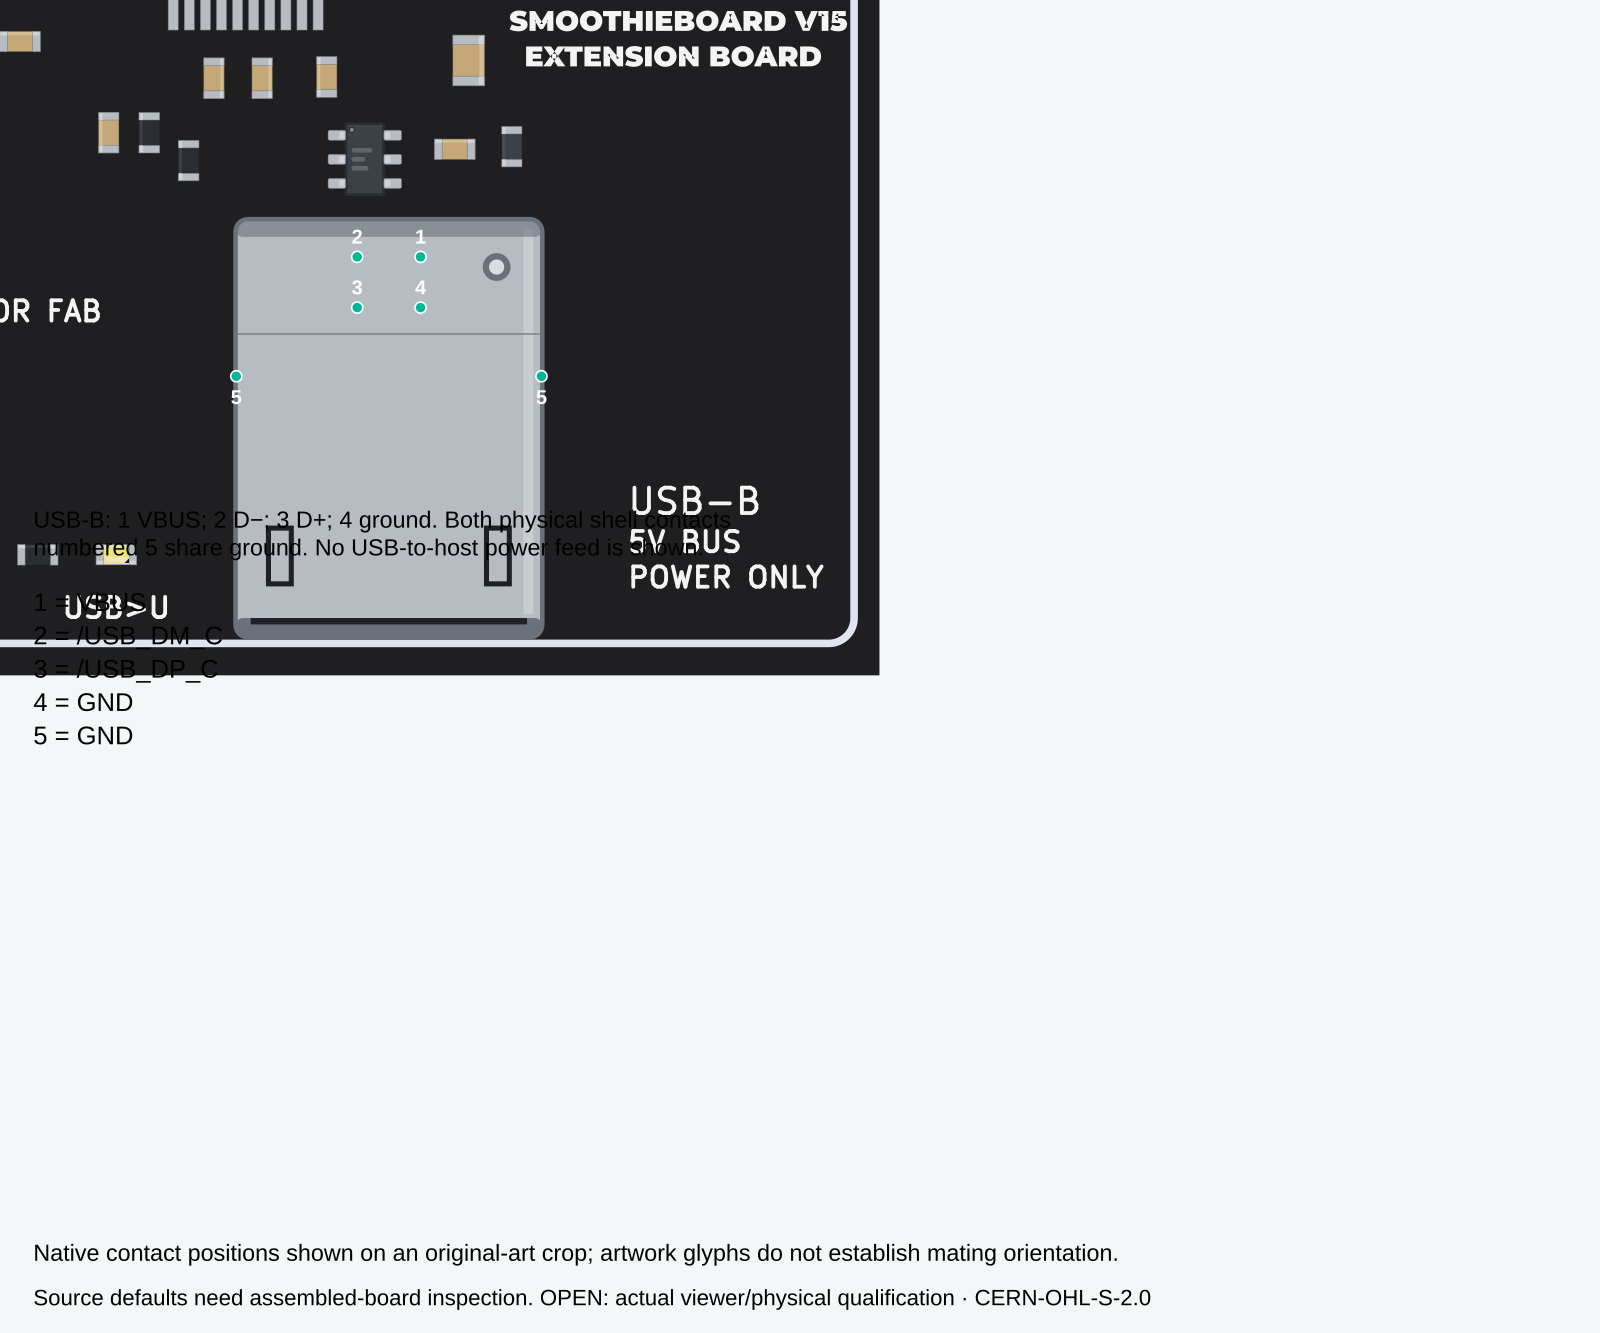 SMOOTHIEBOARD V15
EXTENSION BOARD
2 1
3 4
OR FAB
5 5
USB–B
5V BUS
POWER ONLY
USB-B: 1 VBUS; 2 D−; 3 D+; 4 ground. Both physical shell contacts
numbered 5 share ground. No USB-to-host power feed is shown.
USB>U
1 = VBUS
2 = /USB_DM_C
3 = /USB_DP_C
4 = GND
5 = GND
Native contact positions shown on an original-art crop; artwork glyphs do not establish mating orientation.
Source defaults need assembled-board inspection. OPEN: actual viewer/physical qualification · CERN-OHL-S-2.0